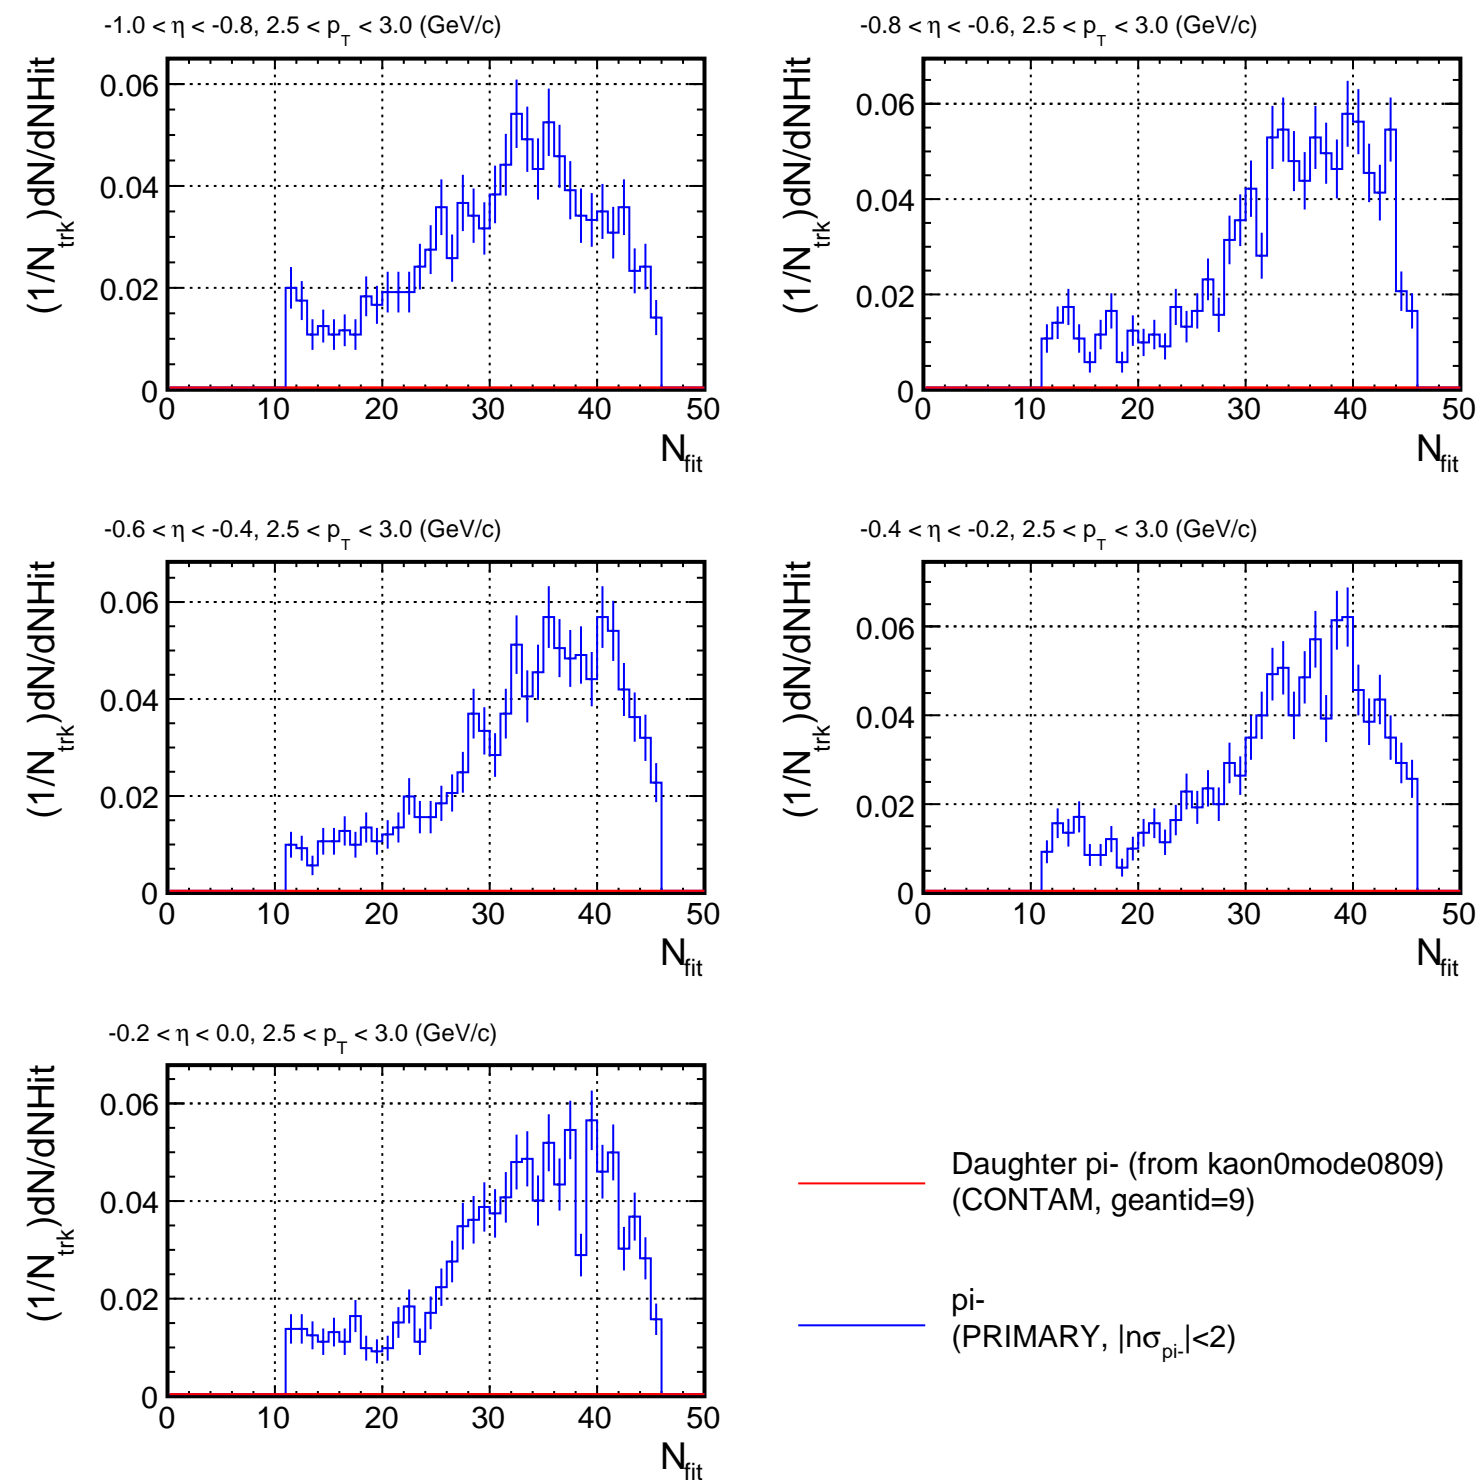 -1.0 < η < -0.8, 2.5 < p_T < 3.0 (GeV/c)
(1/N_trk)dN/dNHit
0.06
0.04
0.02
0
0 10 20 30 40 50
N_fit
-0.8 < η < -0.6, 2.5 < p_T < 3.0 (GeV/c)
(1/N_trk)dN/dNHit
0.06
0.04
0.02
0
0 10 20 30 40 50
N_fit
-0.6 < η < -0.4, 2.5 < p_T < 3.0 (GeV/c)
(1/N_trk)dN/dNHit
0.06
0.04
0.02
0
0 10 20 30 40 50
N_fit
-0.4 < η < -0.2, 2.5 < p_T < 3.0 (GeV/c)
(1/N_trk)dN/dNHit
0.06
0.04
0.02
0
0 10 20 30 40 50
N_fit
-0.2 < η < 0.0, 2.5 < p_T < 3.0 (GeV/c)
(1/N_trk)dN/dNHit
0.06
0.04
0.02
0
0 10 20 30 40 50
N_fit
Daughter pi- (from kaon0mode0809)
(CONTAM, geantid=9)
pi-
(PRIMARY, |nσ_pi-|<2)